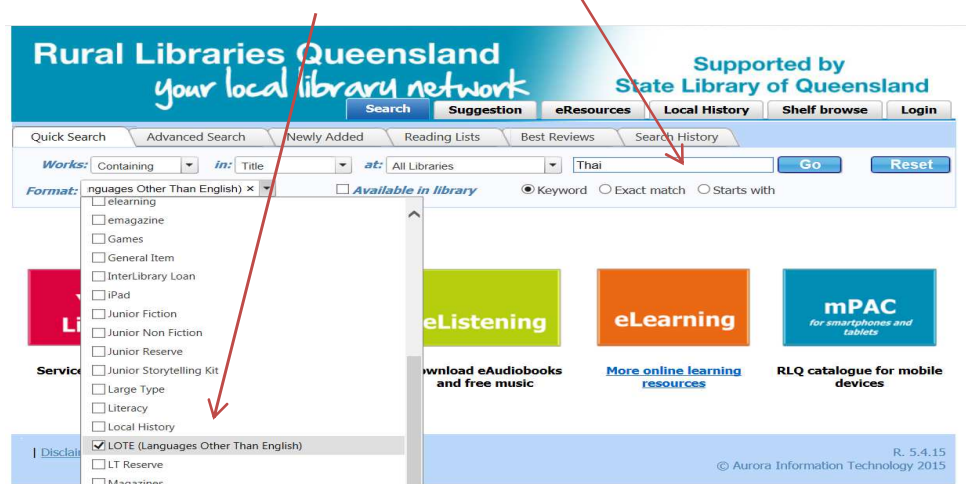 Rural Libraries Queensland
your local library network
Supported by
State Library of Queensland
Search Suggestion eResources Local History Shelf browse Login
Quick Search Advanced Search Newly Added Reading Lists Best Reviews Search History
Works: Containing in: Title at: All Libraries Thai Go Reset
Format: nguages Other Than English) × Available in library Keyword Exact match Starts with
elearning
emagazine
Games
General Item
InterLibrary Loan
iPad
Junior Fiction
Junior Non Fiction
Junior Reserve
Junior Storytelling Kit
Large Type
Literacy
Local History
LOTE (Languages Other Than English)
LT Reserve
Magazines
Li
Service
eListening
wnload eAudiobooks
and free music
eLearning
More online learning
resources
mPAC
for smartphones and
tablets
RLQ catalogue for mobile
devices
| Disclai
R. 5.4.15
© Aurora Information Technology 2015